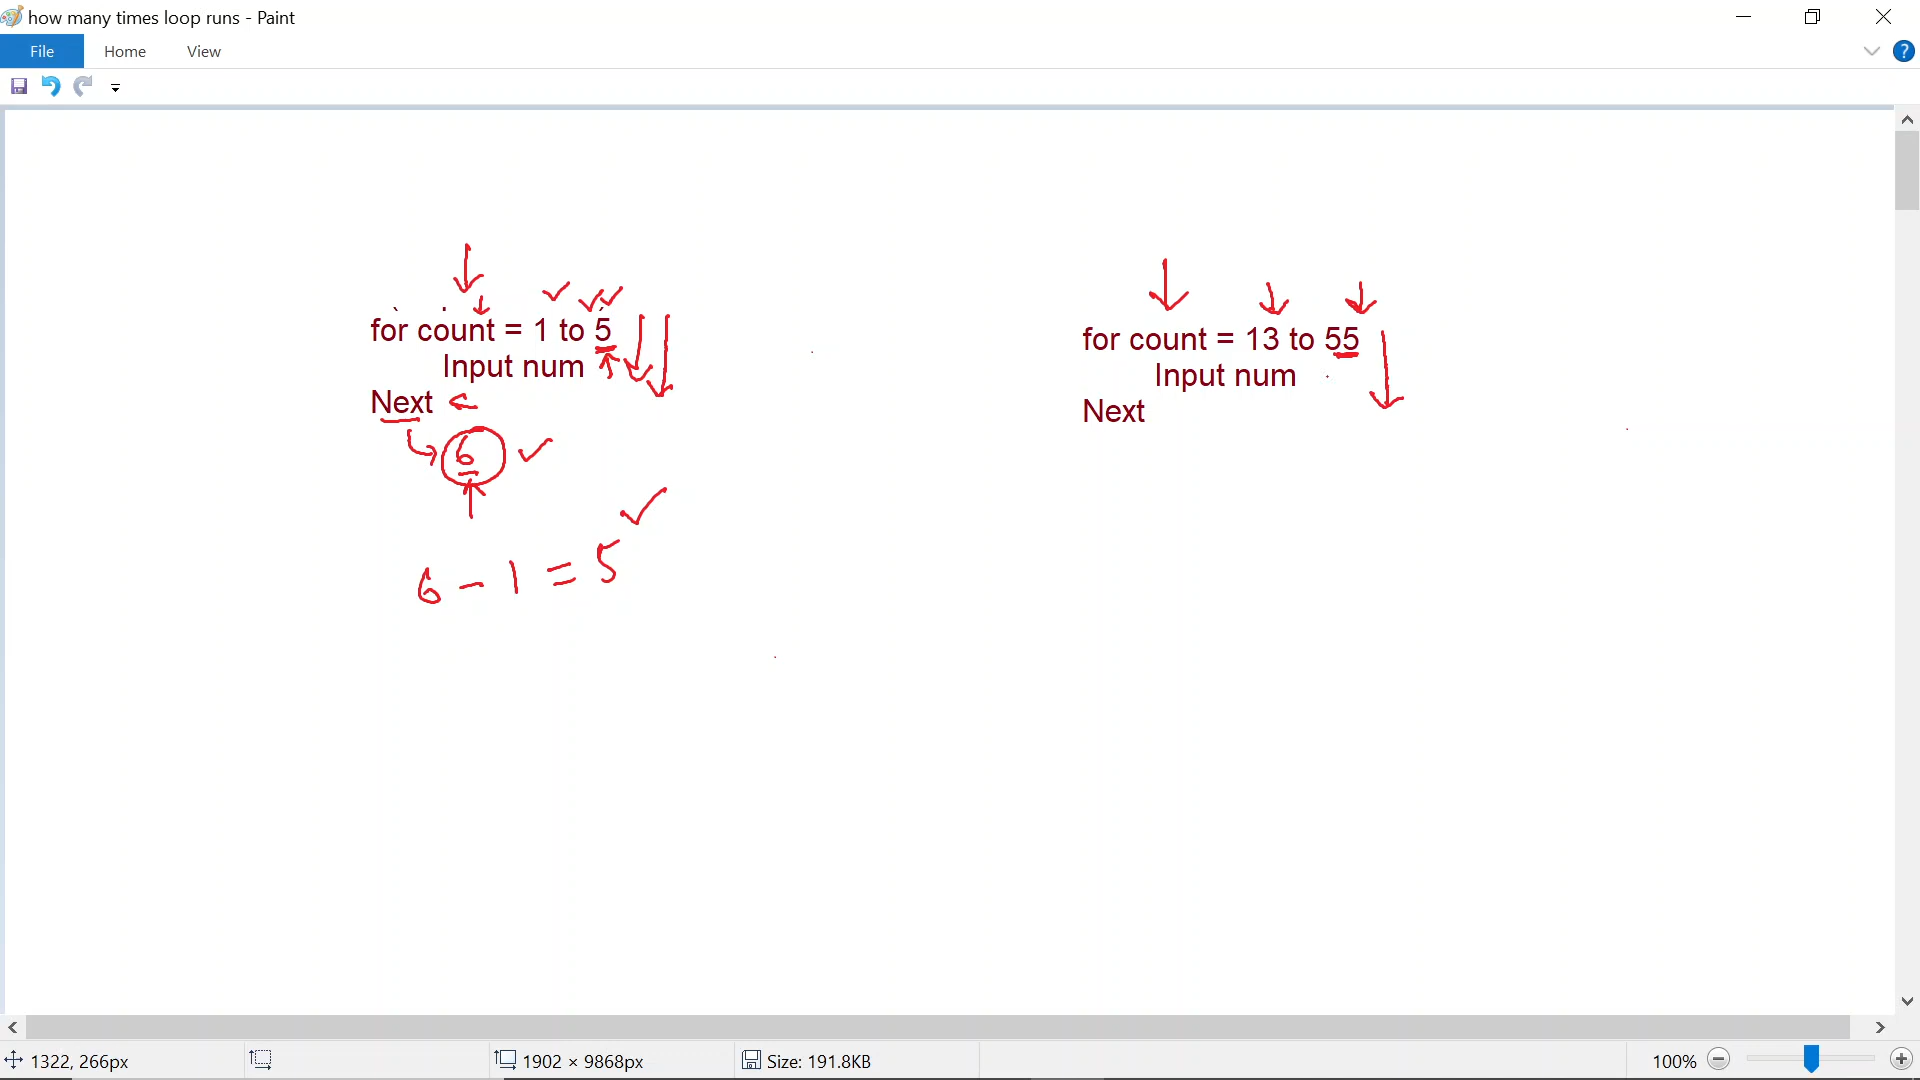 how many times loop runs - Paint
File Home View
for count = 1 to 5
Input num
Next
6
6 - 1 = 5
for count = 13 to 55
Input num
Next
1322, 266px
1902 × 9868px
Size: 191.8KB
100%